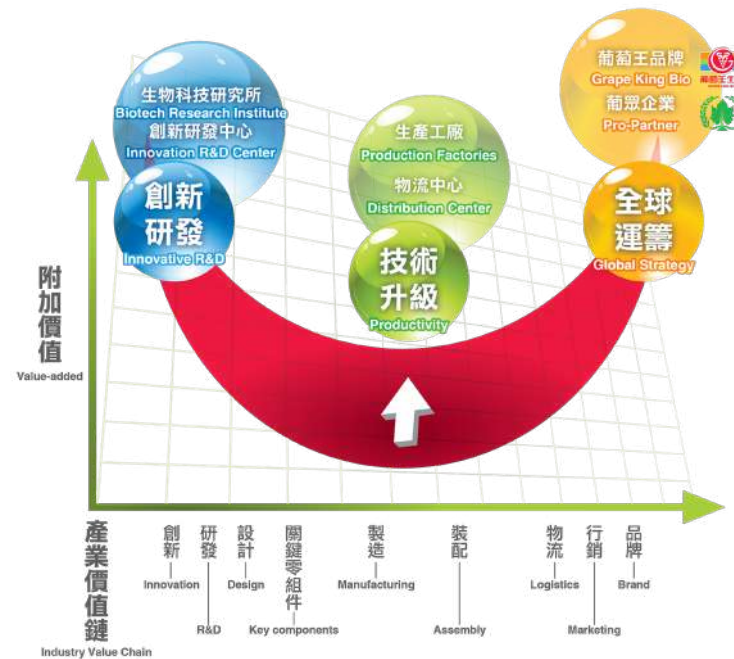 生物科技研究所
Biotech Research Institute
創新研發中心
Innovation R&D Center
創新
研發
Innovative R&D
生產工廠
Production Factories
物流中心
Distribution Center
技術
升級
Productivity
葡萄王品牌
Grape King Bio
葡眾企業
Pro-Partner
葡萄王生
全球
運籌
Global Strategy
附加價值
Value-added
產業價值鏈
Industry Value Chain
創新
Innovation
研發
R&D
設計
Design
關鍵零組件
Key components
製造
Manufacturing
裝配
Assembly
物流
Logistics
行銷
Marketing
品牌
Brand